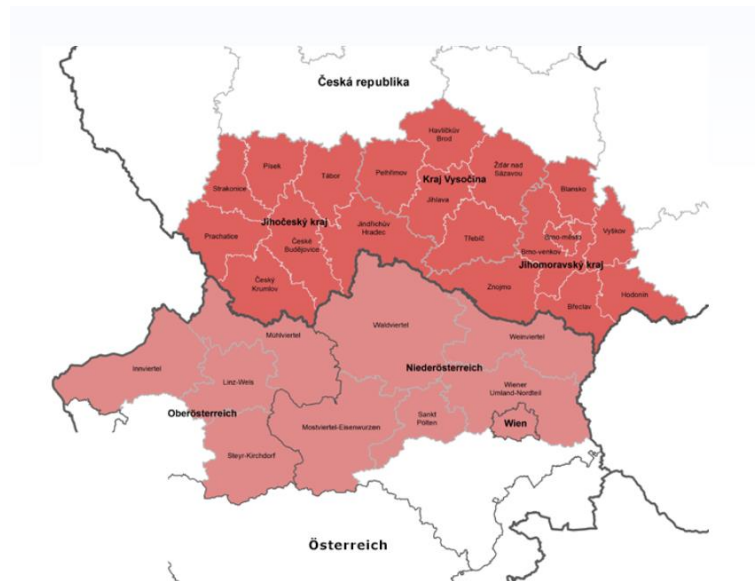 Česká republika
Havlíčkův
Brod
Písek
Tábor
Pelhřimov
Kraj Vysočina
Žďár nad
Sázavou
Strakonice
Jihlava
Blansko
Jihočeský kraj
Jindřichův
Hradec
Prachatice
České
Budějovice
Třebíč
Brno-město
Vyškov
Brno-venkov
Jihomoravský kraj
Český
Krumlov
Znojmo
Břeclav
Hodonín
Waldviertel
Mühlviertel
Weinviertel
Innviertel
Niederösterreich
Linz-Wels
Wiener
Umland-Nordteil
Oberösterreich
Mostviertel-Eisenwurzen
Sankt
Pölten
Wien
Steyr-Kirchdorf
Österreich